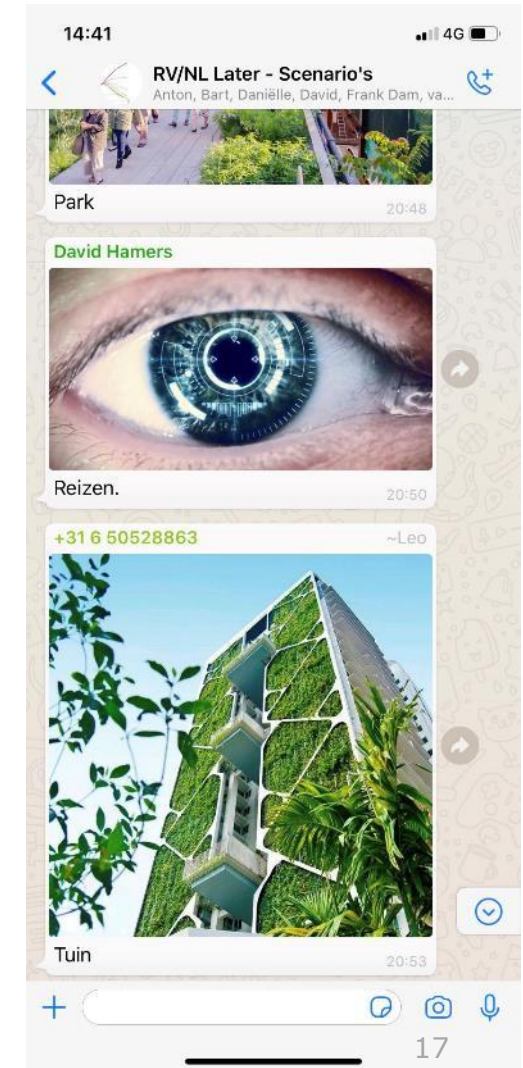 14:41
4G
RV/NL Later - Scenario's
Anton, Bart, Daniëlle, David, Frank Dam, va...
Park
20:48
David Hamers
Reizen.
20:50
+31 6 50528863 ~Leo
Tuin
20:53
17